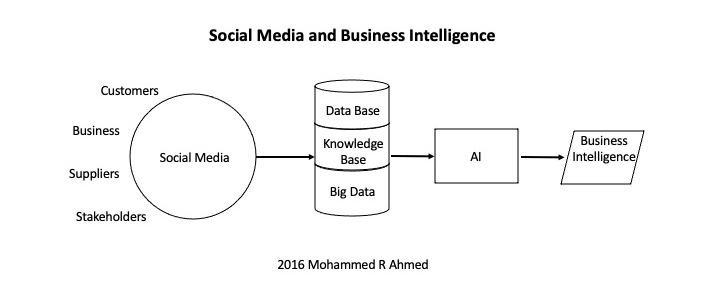 Social Media and Business Intelligence
Customers
Business
Suppliers
Stakeholders
Social Media
Data Base
Knowledge
Base
Big Data
AI
Business
Intelligence
2016 Mohammed R Ahmed